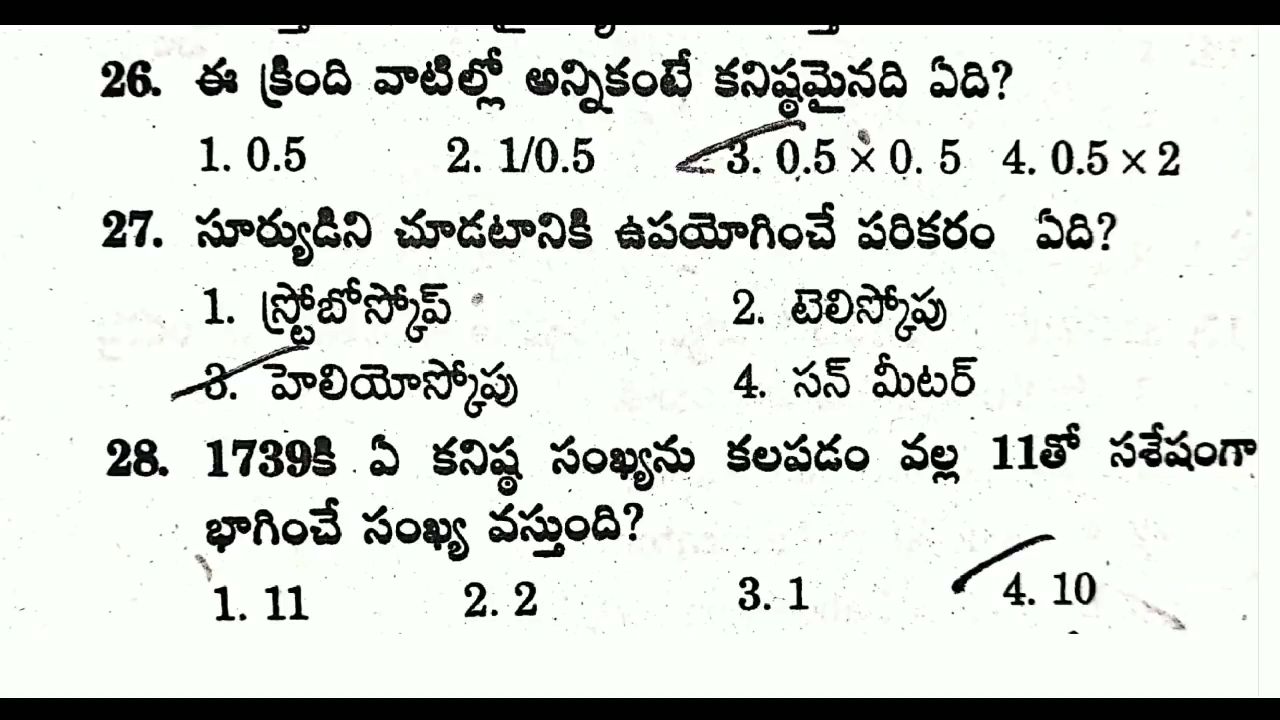 26. ఈ క్రింది వాటిల్లో అన్నికంటే కనిష్ఠమైనది ఏది?
1. 0.5 2. 1/0.5 3. 0.5 × 0. 5 4. 0.5 × 2
27. సూర్యుడిని చూడటానికి ఉపయోగించే పరికరం ఏది?
1. స్ట్రోబోస్కోప్ 2. టెలిస్కోపు
3. హెలియోస్కోపు 4. సన్ మీటర్
28. 1739కి ఏ కనిష్ఠ సంఖ్యను కలపడం వల్ల 11తో సశేషంగా
భాగించే సంఖ్య వస్తుంది?
1. 11 2. 2 3. 1 4. 10